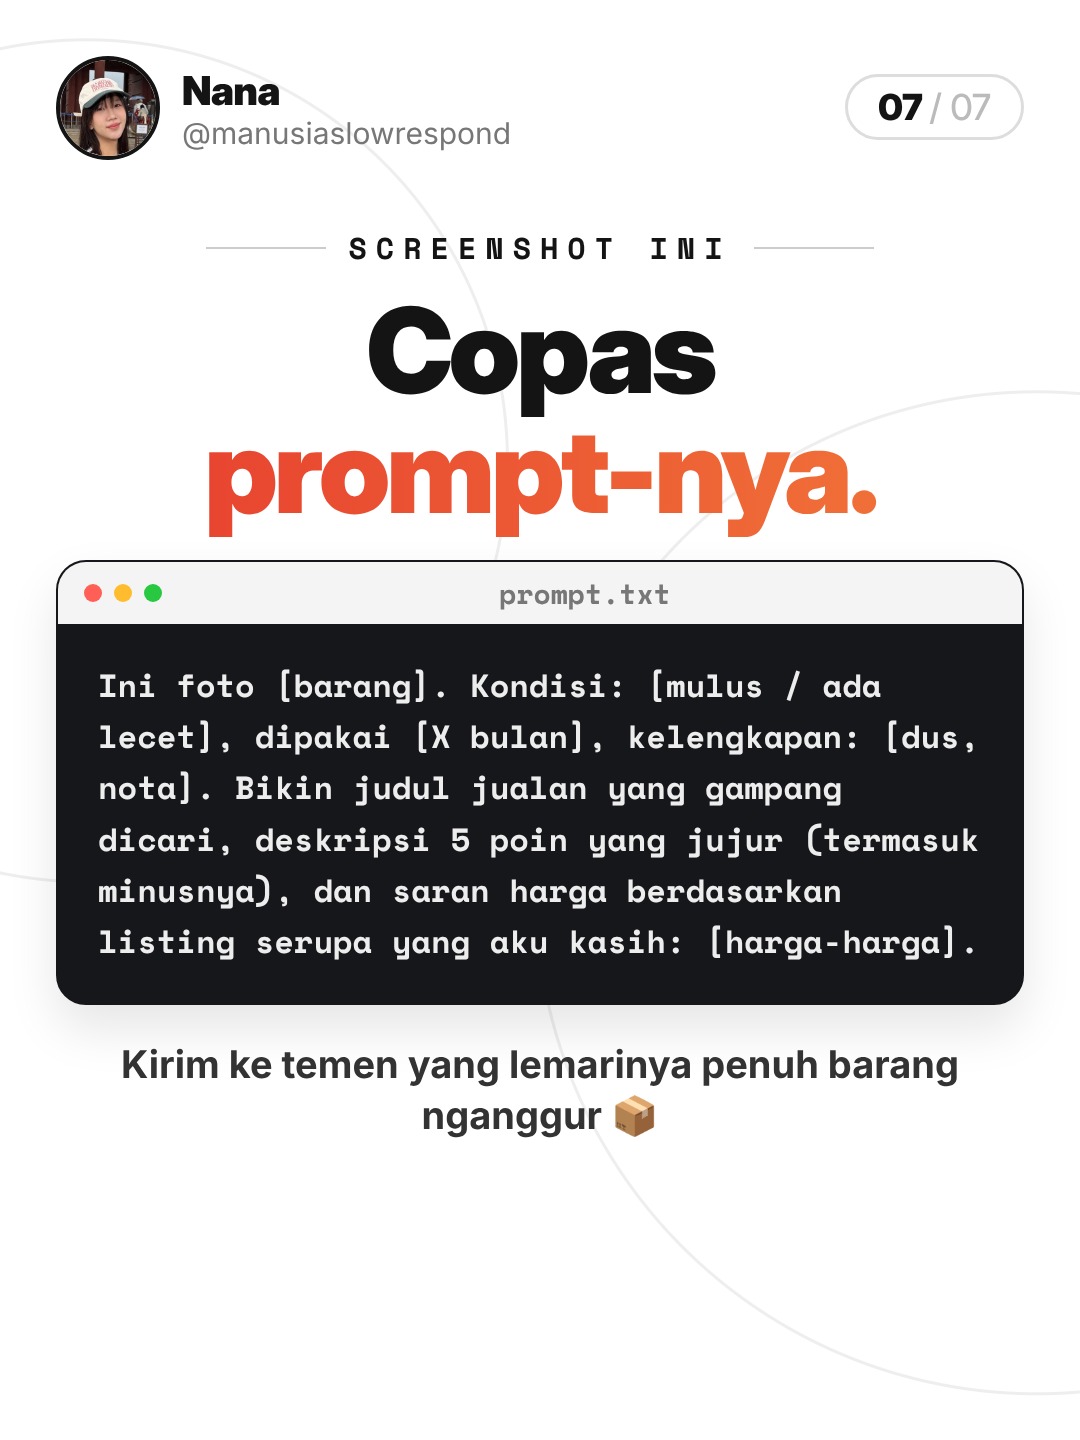 Nana
@manusiaslowrespond
07 / 07
SCREENSHOT INI
Copas
prompt-nya.
prompt.txt
Ini foto [barang]. Kondisi: [mulus / ada
lecet], dipakai [X bulan], kelengkapan: [dus,
nota]. Bikin judul jualan yang gampang
dicari, deskripsi 5 poin yang jujur (termasuk
minusnya), dan saran harga berdasarkan
listing serupa yang aku kasih: [harga-harga].
Kirim ke temen yang lemarinya penuh barang
nganggur 📦